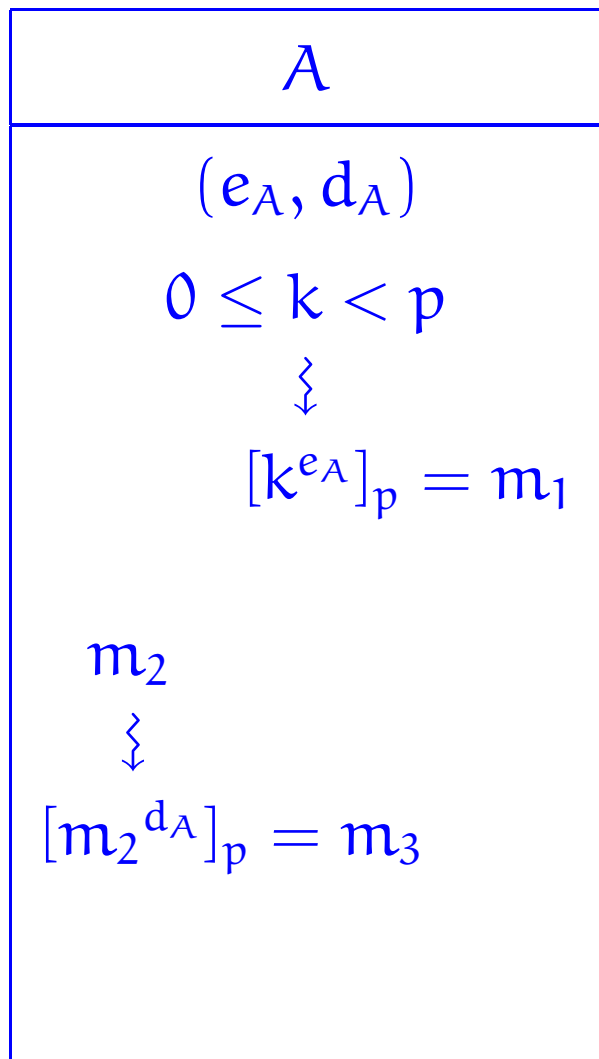 A
(e_A, d_A)
0 ≤ k < p
[k^{e_A}]_p = m_1
m_2
[m_2^{d_A}]_p = m_3